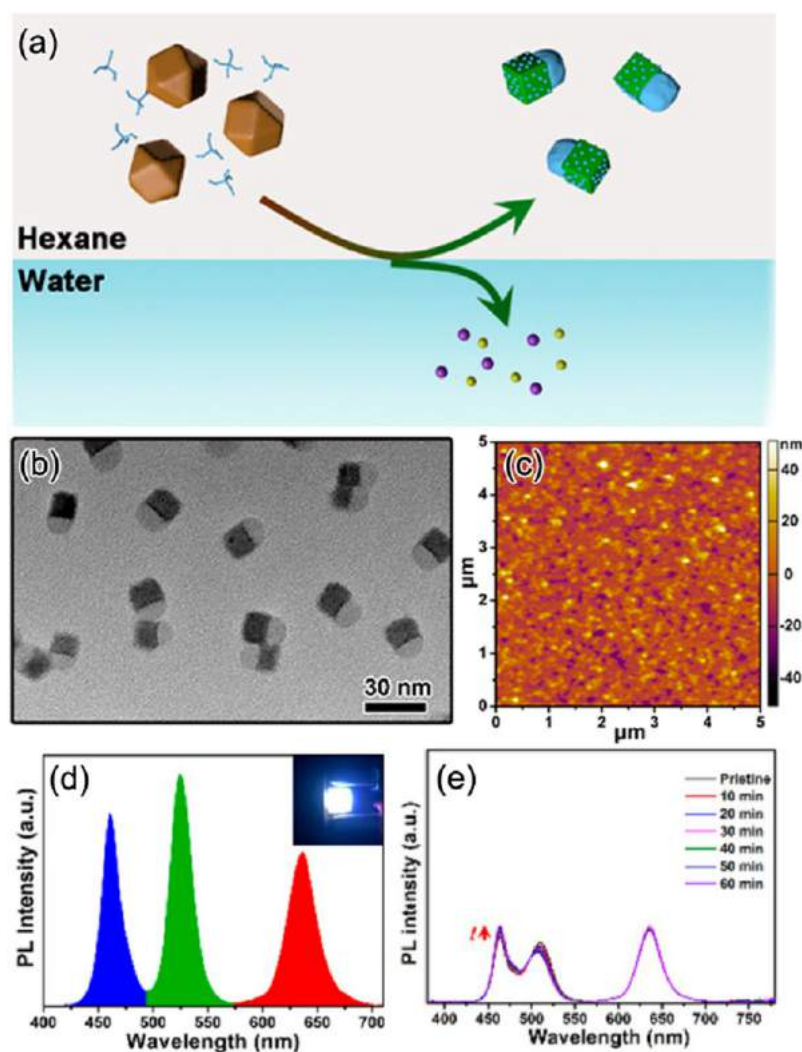 (a)
Hexane
Water
(b)
30 nm
(c)
nm
5
4
3
2
1
0
µm
0 1 2 3 4 5
µm
40
20
0
-20
-40
(d)
PL Intensity (a.u.)
400 450 500 550 600 650 700
Wavelength (nm)
(e)
PL intensity (a.u.)
Pristine
10 min
20 min
30 min
40 min
50 min
60 min
400 450 500 550 600 650 700 750
Wavelength (nm)